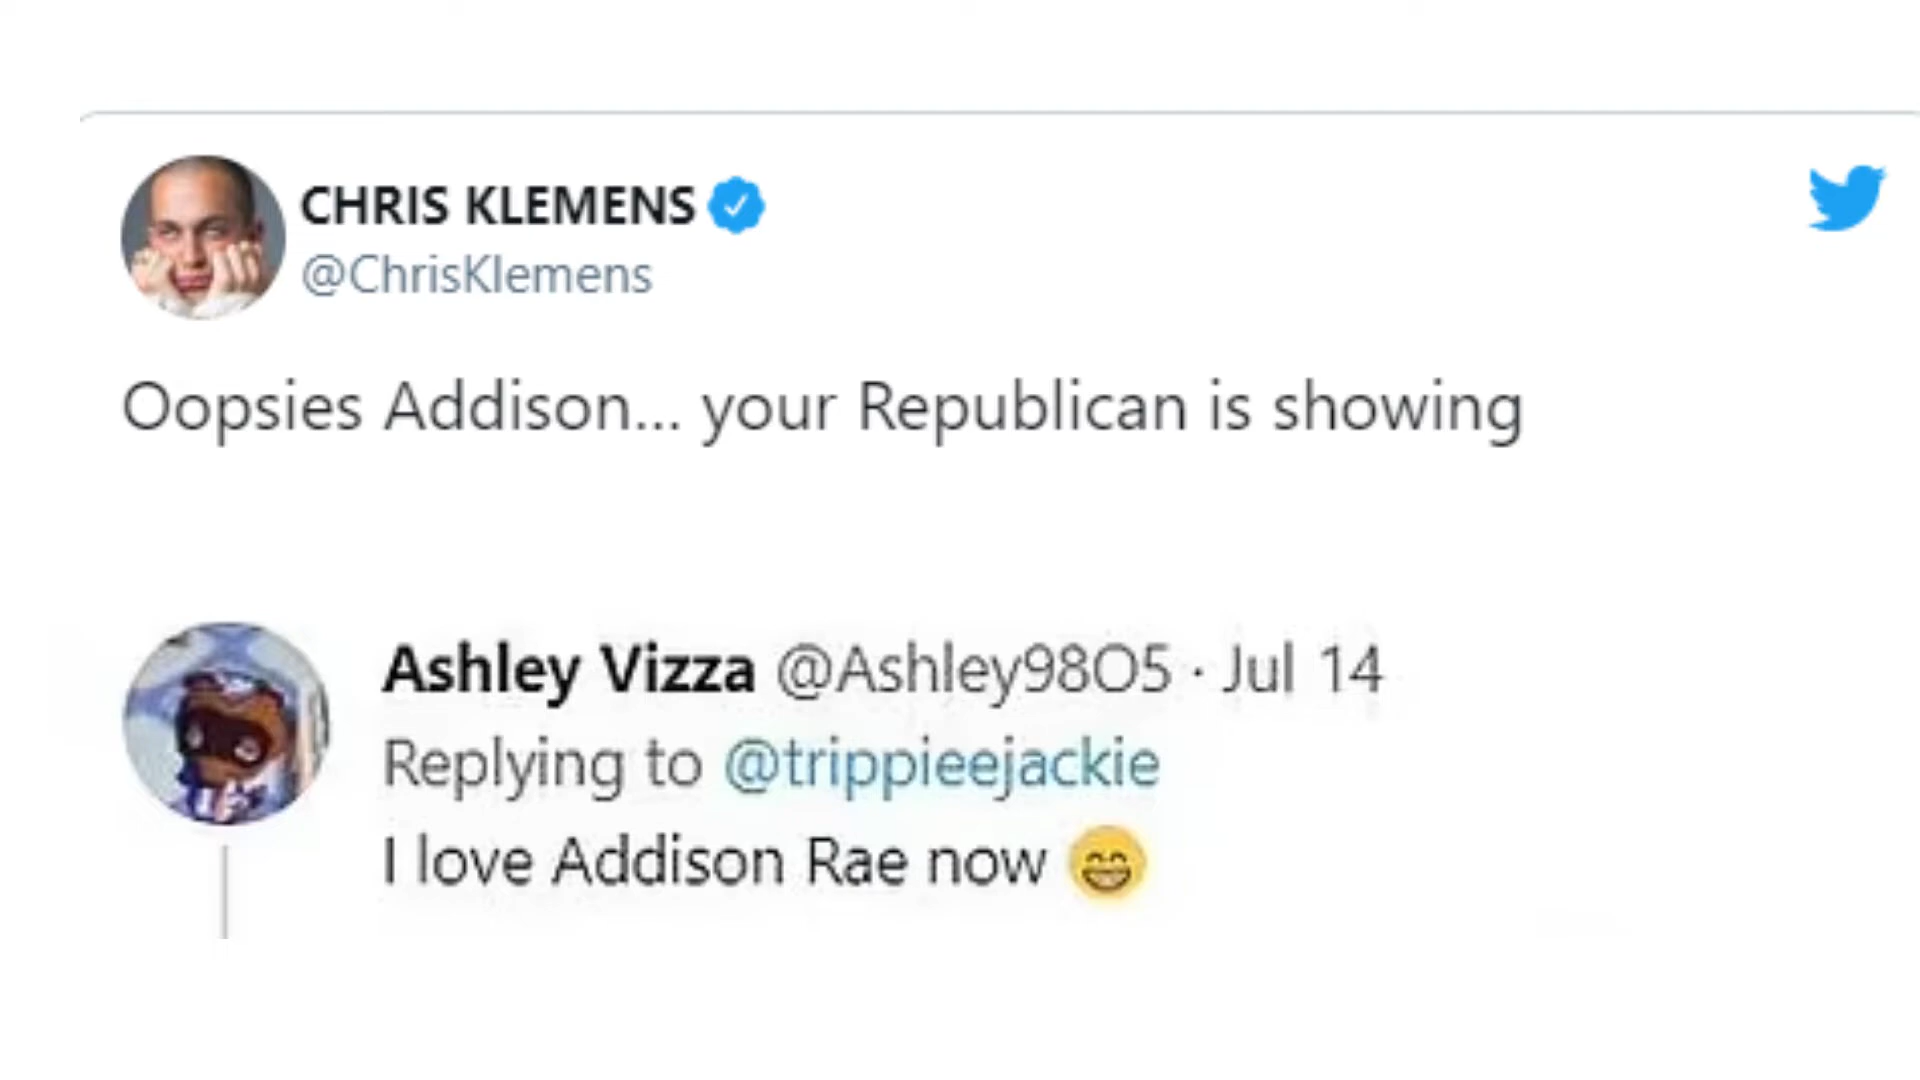 CHRIS KLEMENS
@ChrisKlemens
Oopsies Addison... your Republican is showing
Ashley Vizza @Ashley98O5 · Jul 14
Replying to @trippieejackie
I love Addison Rae now 😄